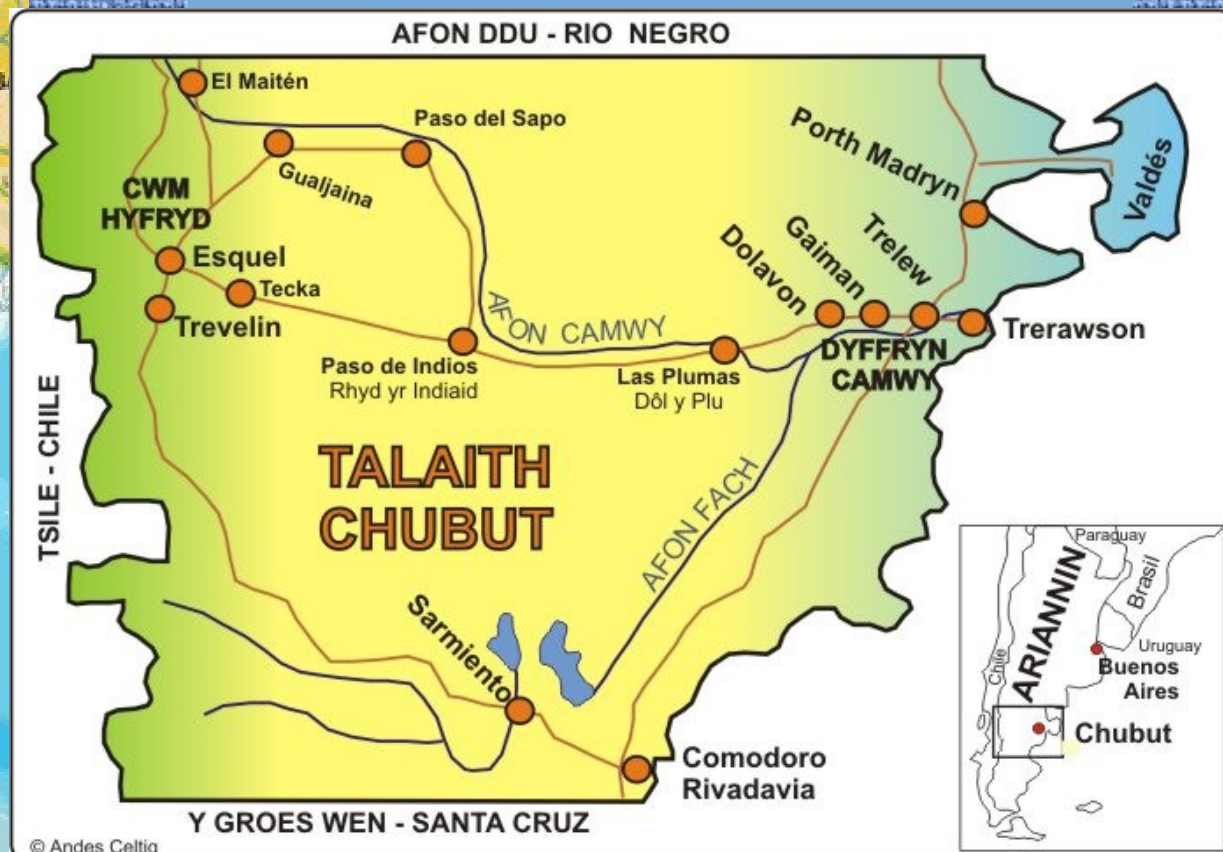 AFON DDU - RIO NEGRO
El Maitén
Paso del Sapo
Gualjaina
Porth Madryn
Valdés
CWM
HYFRYD
Esquel
Tecka
Trevelin
Dolavon
Gaiman
Trelew
Trerawson
AFON CAMWY
DYFFRYN
CAMWY
Paso de Indios
Rhyd yr Indiaid
Las Plumas
Dôl y Plu
TSILE - CHILE
TALAITH
CHUBUT
AFON FACH
Sarmiento
Comodoro
Rivadavia
Y GROES WEN - SANTA CRUZ
© Andes Celtig
Paraguay
Brasil
Uruguay
Chile
ARIANNIN
Buenos
Aires
Chubut